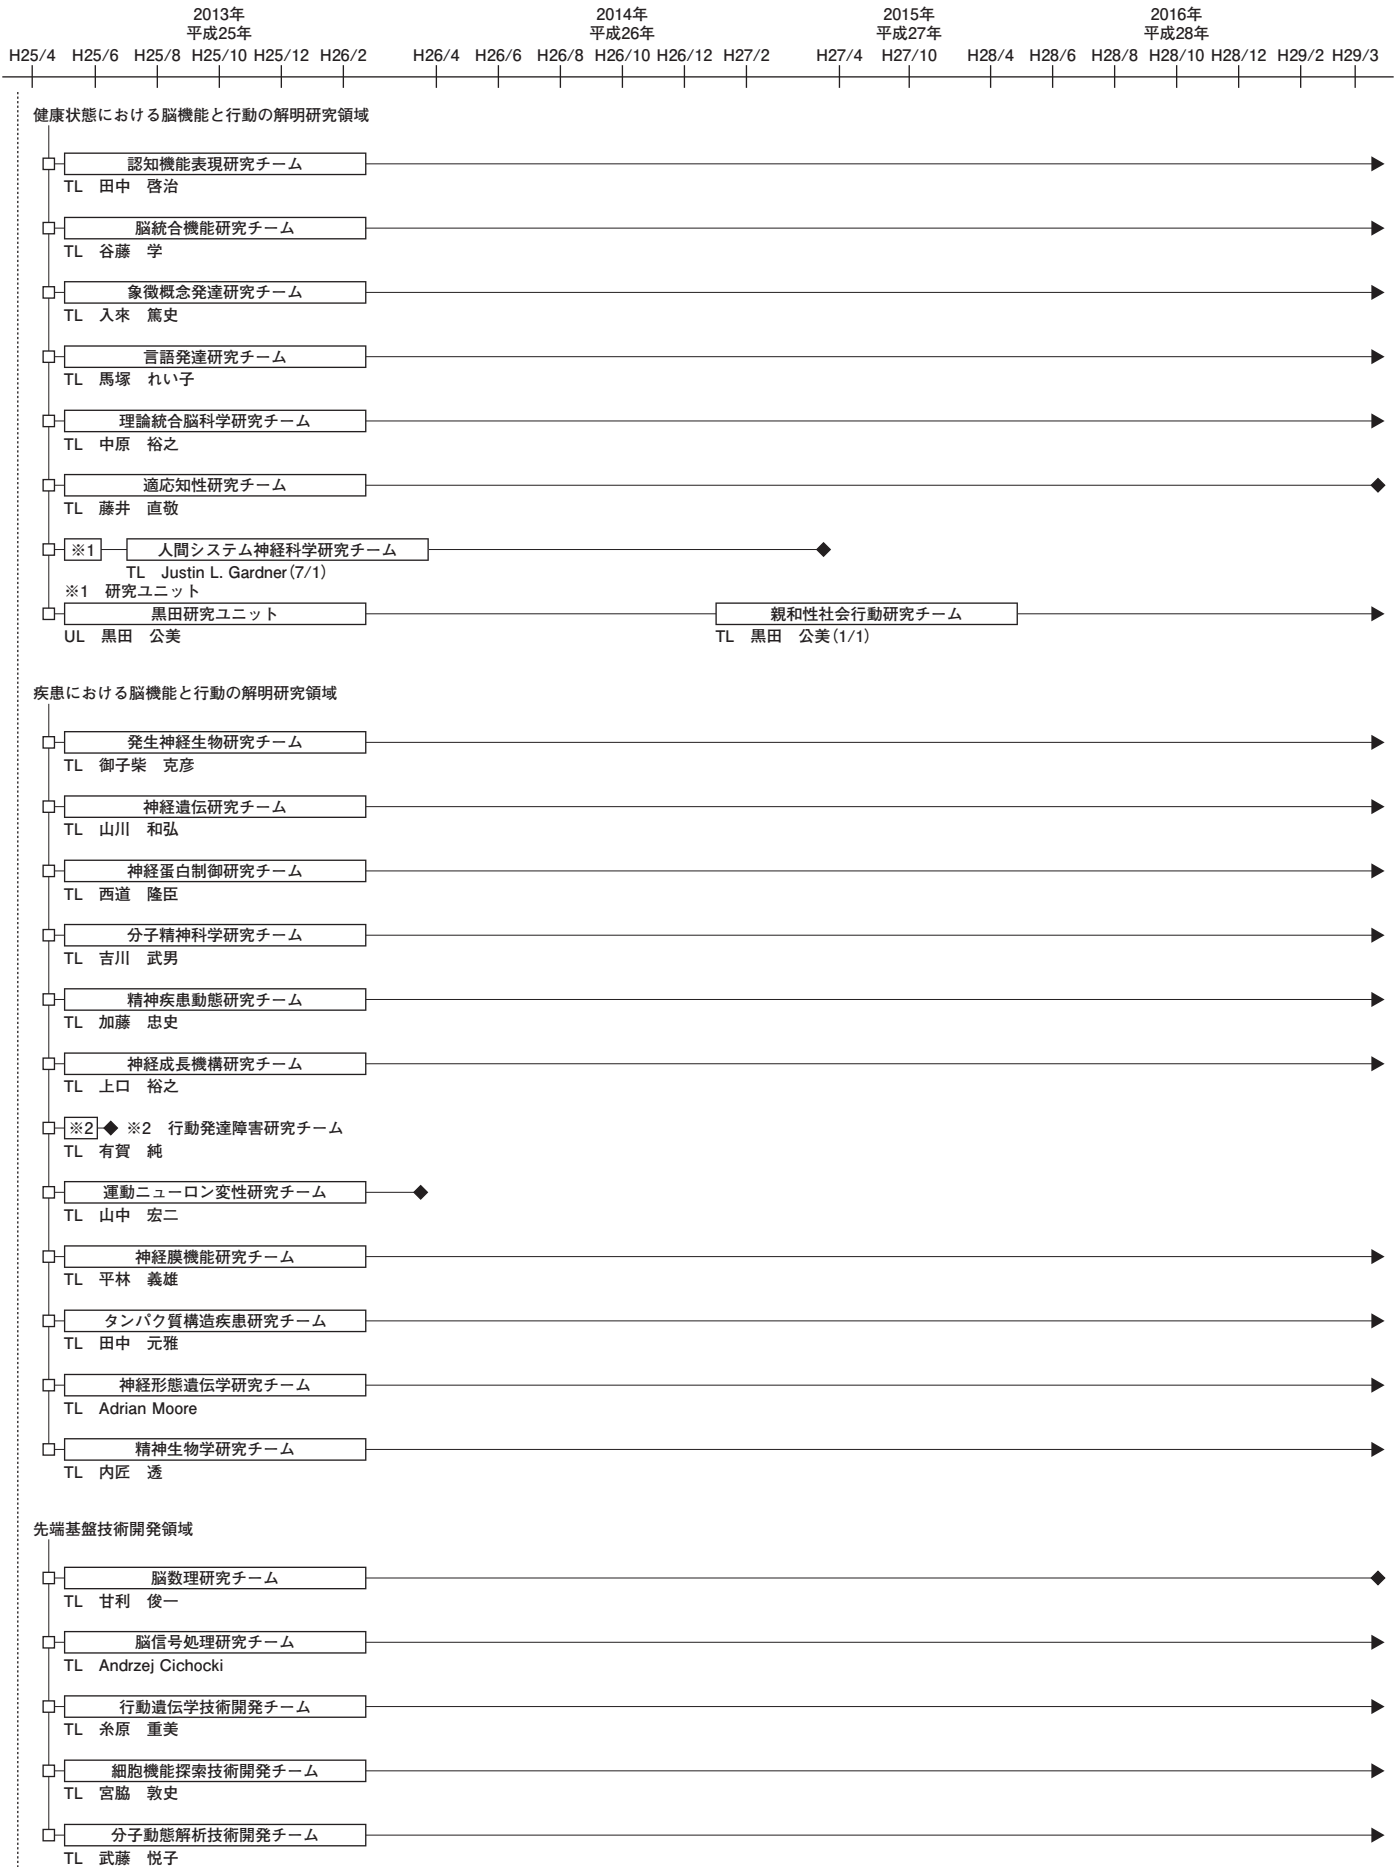 2013年 2014年 2015年 2016年
平成25年 平成26年 平成27年 平成28年
H25/4 H25/6 H25/8 H25/10 H25/12 H26/2 H26/4 H26/6 H26/8 H26/10 H26/12 H27/2 H27/4 H27/10 H28/4 H28/6 H28/8 H28/10 H28/12 H29/2 H29/3
健康状態における脳機能と行動の解明研究領域
認知機能表現研究チーム
TL 田中 啓治
脳統合機能研究チーム
TL 谷藤 学
象徴概念発達研究チーム
TL 入來 篤史
言語発達研究チーム
TL 馬塚 れい子
理論統合脳科学研究チーム
TL 中原 裕之
適応知性研究チーム
TL 藤井 直敬
※1 人間システム神経科学研究チーム
TL Justin L. Gardner(7/1)
※1 研究ユニット
黒田研究ユニット 親和性社会行動研究チーム
UL 黒田 公美 TL 黒田 公美(1/1)
疾患における脳機能と行動の解明研究領域
発生神経生物研究チーム
TL 御子柴 克彦
神経遺伝研究チーム
TL 山川 和弘
神経蛋白制御研究チーム
TL 西道 隆臣
分子精神科学研究チーム
TL 吉川 武男
精神疾患動態研究チーム
TL 加藤 忠史
神経成長機構研究チーム
TL 上口 裕之
※2 ※2 行動発達障害研究チーム
TL 有賀 純
運動ニューロン変性研究チーム
TL 山中 宏二
神経膜機能研究チーム
TL 平林 義雄
タンパク質構造疾患研究チーム
TL 田中 元雅
神経形態遺伝学研究チーム
TL Adrian Moore
精神生物学研究チーム
TL 内匠 透
先端基盤技術開発領域
脳数理研究チーム
TL 甘利 俊一
脳信号処理研究チーム
TL Andrzej Cichocki
行動遺伝学技術開発チーム
TL 糸原 重美
細胞機能探索技術開発チーム
TL 宮脇 敦史
分子動態解析技術開発チーム
TL 武藤 悦子